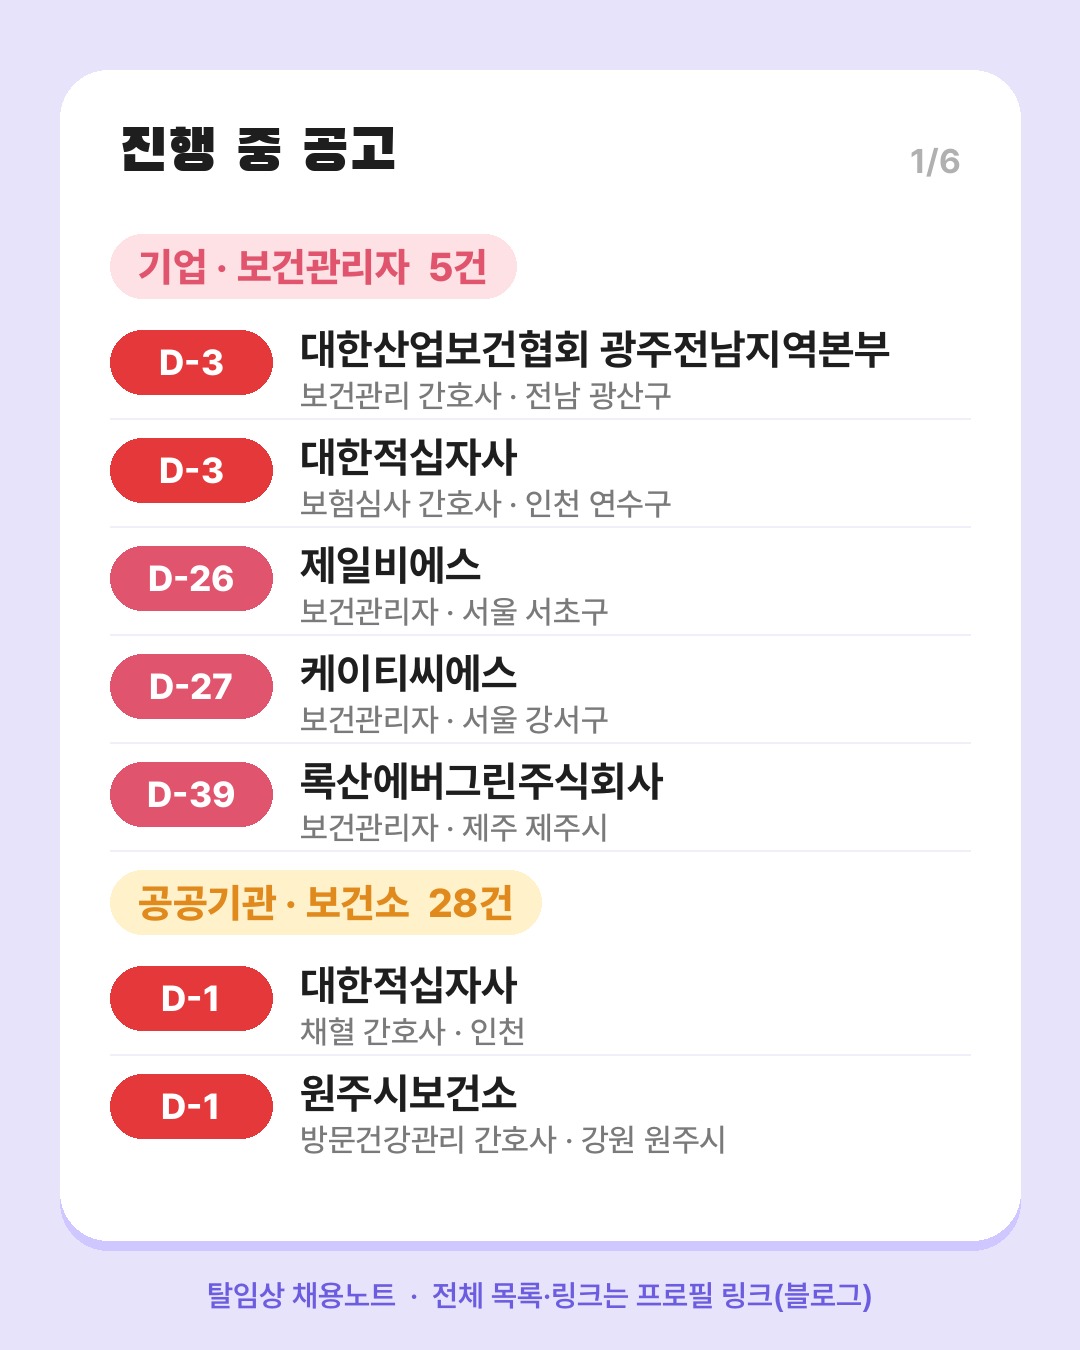 진행 중 공고
1/6
기업 · 보건관리자 5건
D-3
대한산업보건협회 광주전남지역본부
보건관리 간호사 · 전남 광산구
D-3
대한적십자사
보험심사 간호사 · 인천 연수구
D-26
제일비에스
보건관리자 · 서울 서초구
D-27
케이티씨에스
보건관리자 · 서울 강서구
D-39
록산에버그린주식회사
보건관리자 · 제주 제주시
공공기관 · 보건소 28건
D-1
대한적십자사
채혈 간호사 · 인천
D-1
원주시보건소
방문건강관리 간호사 · 강원 원주시
탈임상 채용노트 · 전체 목록·링크는 프로필 링크(블로그)